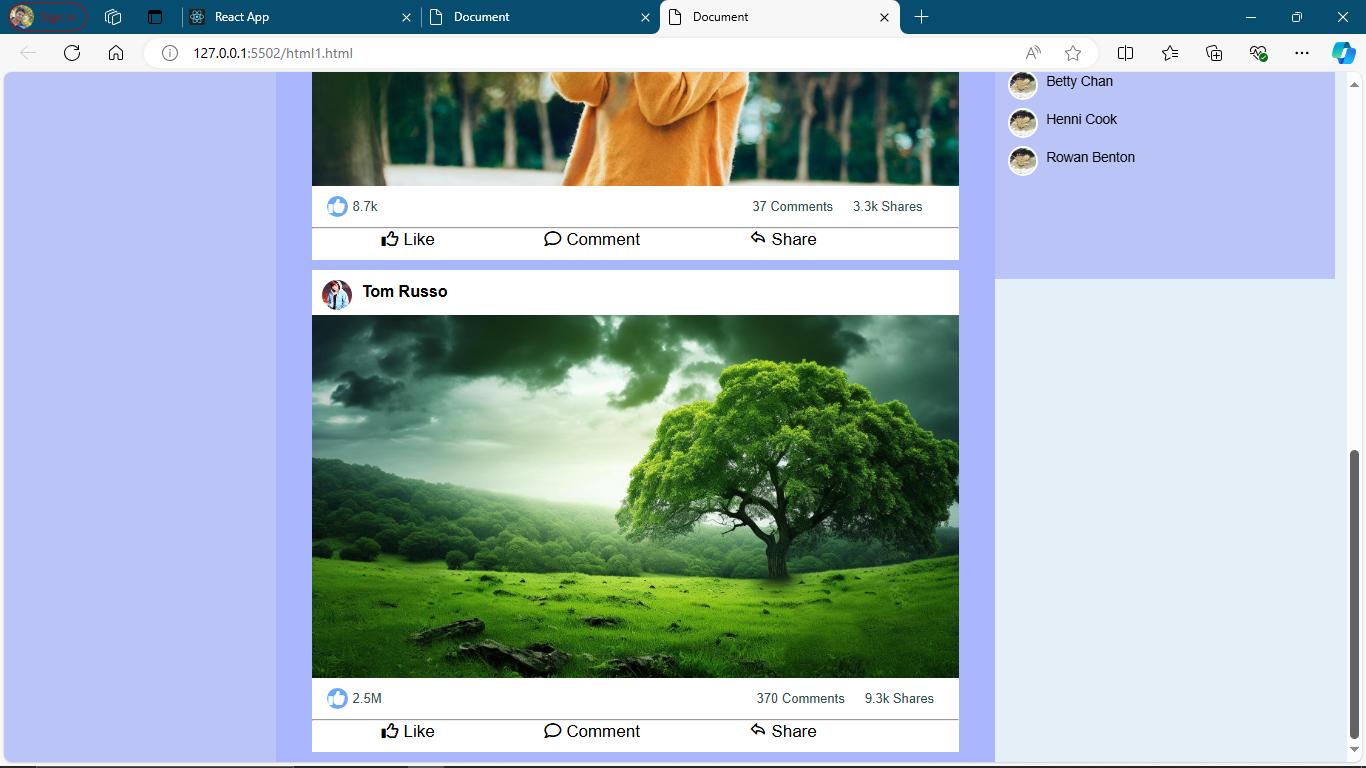 Sign in
React App
Document
Document
127.0.0.1:5502/html1.html
Betty Chan
Henni Cook
Rowan Benton
8.7k 37 Comments 3.3k Shares
Like Comment Share
Tom Russo
2.5M 370 Comments 9.3k Shares
Like Comment Share